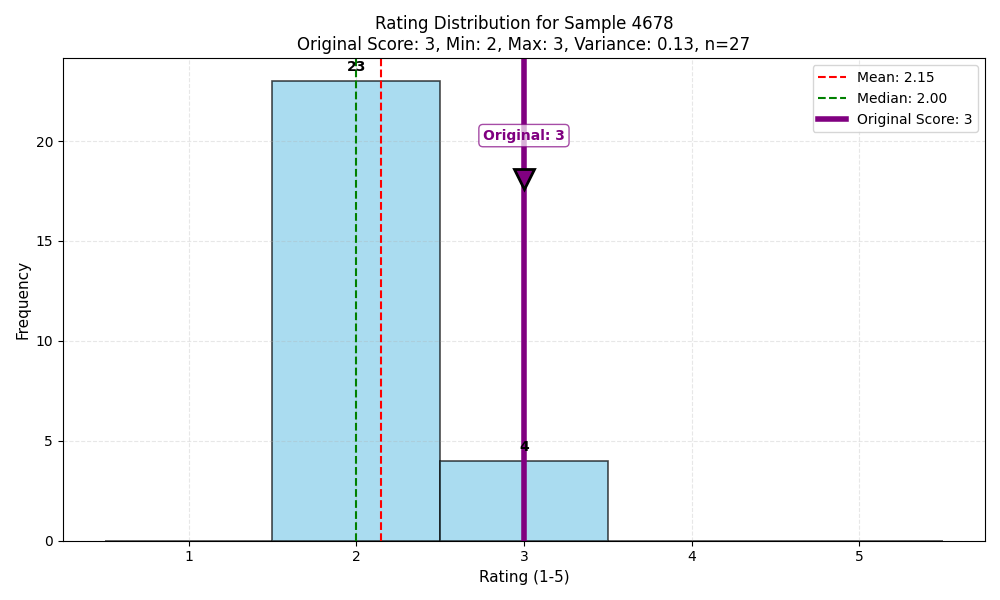 Rating Distribution for Sample 4678
Original Score: 3, Min: 2, Max: 3, Variance: 0.13, n=27
Mean: 2.15
Median: 2.00
Original Score: 3
23
Original: 3
4
Frequency
20
15
10
5
0
1 2 3 4 5
Rating (1-5)